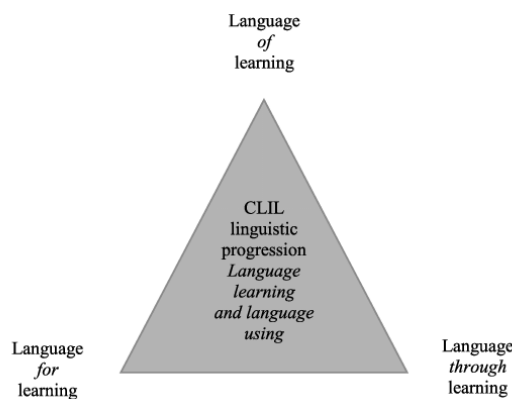 Language
of
learning
CLIL
linguistic
progression
Language
learning
and language
using
Language
for
learning
Language
through
learning